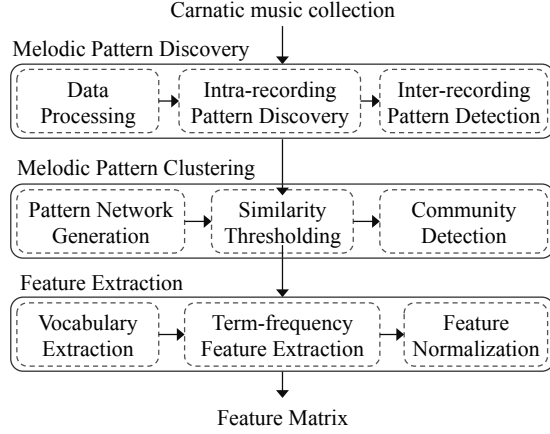 Carnatic music collection
Melodic Pattern Discovery
Data
Processing
Intra-recording
Pattern Discovery
Inter-recording
Pattern Detection
Melodic Pattern Clustering
Pattern Network
Generation
Similarity
Thresholding
Community
Detection
Feature Extraction
Vocabulary
Extraction
Term-frequency
Feature Extraction
Feature
Normalization
Feature Matrix